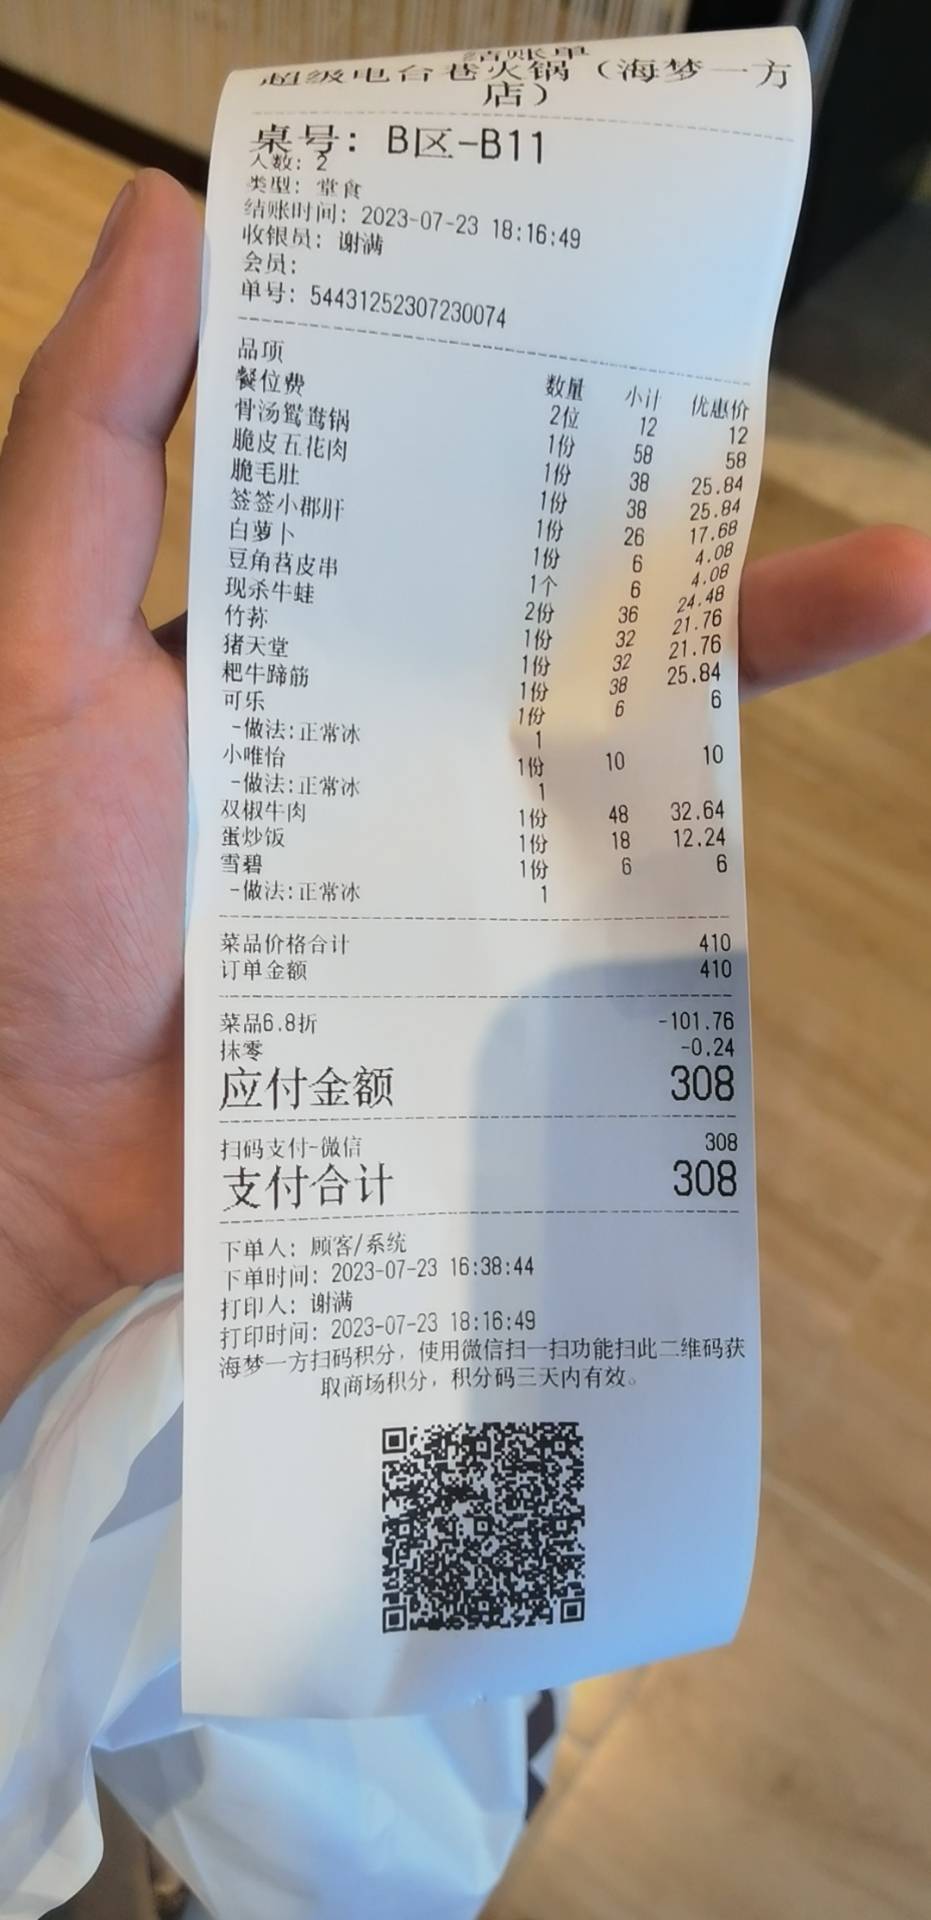 结账单
超级电台巷火锅（海梦一方
店）
桌号：B区-B11
人数：2
类型：堂食
结账时间：2023-07-23 18:16:49
收银员：谢满
会员：
单号：54431252307230074
品项 数量 小计 优惠价
餐位费 2位 12 12
骨汤鸳鸯锅 1份 58 58
脆皮五花肉 1份 38 25.84
脆毛肚 1份 38 25.84
签签小郡肝 1份 26 17.68
白萝卜 1份 6 4.08
豆角苕皮串 1个 6 4.08
现杀牛蛙 2份 36 24.48
竹荪 1份 32 21.76
猪天堂 1份 32 21.76
耙牛蹄筋 1份 38 25.84
可乐 1份 6 6
-做法:正常冰 1
小唯怡 1份 10 10
-做法:正常冰 1
双椒牛肉 1份 48 32.64
蛋炒饭 1份 18 12.24
雪碧 1份 6 6
-做法:正常冰 1
菜品价格合计 410
订单金额 410
菜品6.8折 -101.76
抹零 -0.24
应付金额 308
扫码支付-微信 308
支付合计 308
下单人：顾客/系统
下单时间：2023-07-23 16:38:44
打印人：谢满
打印时间：2023-07-23 18:16:49
海梦一方扫码积分，使用微信扫一扫功能扫此二维码获
取商场积分，积分码三天内有效。